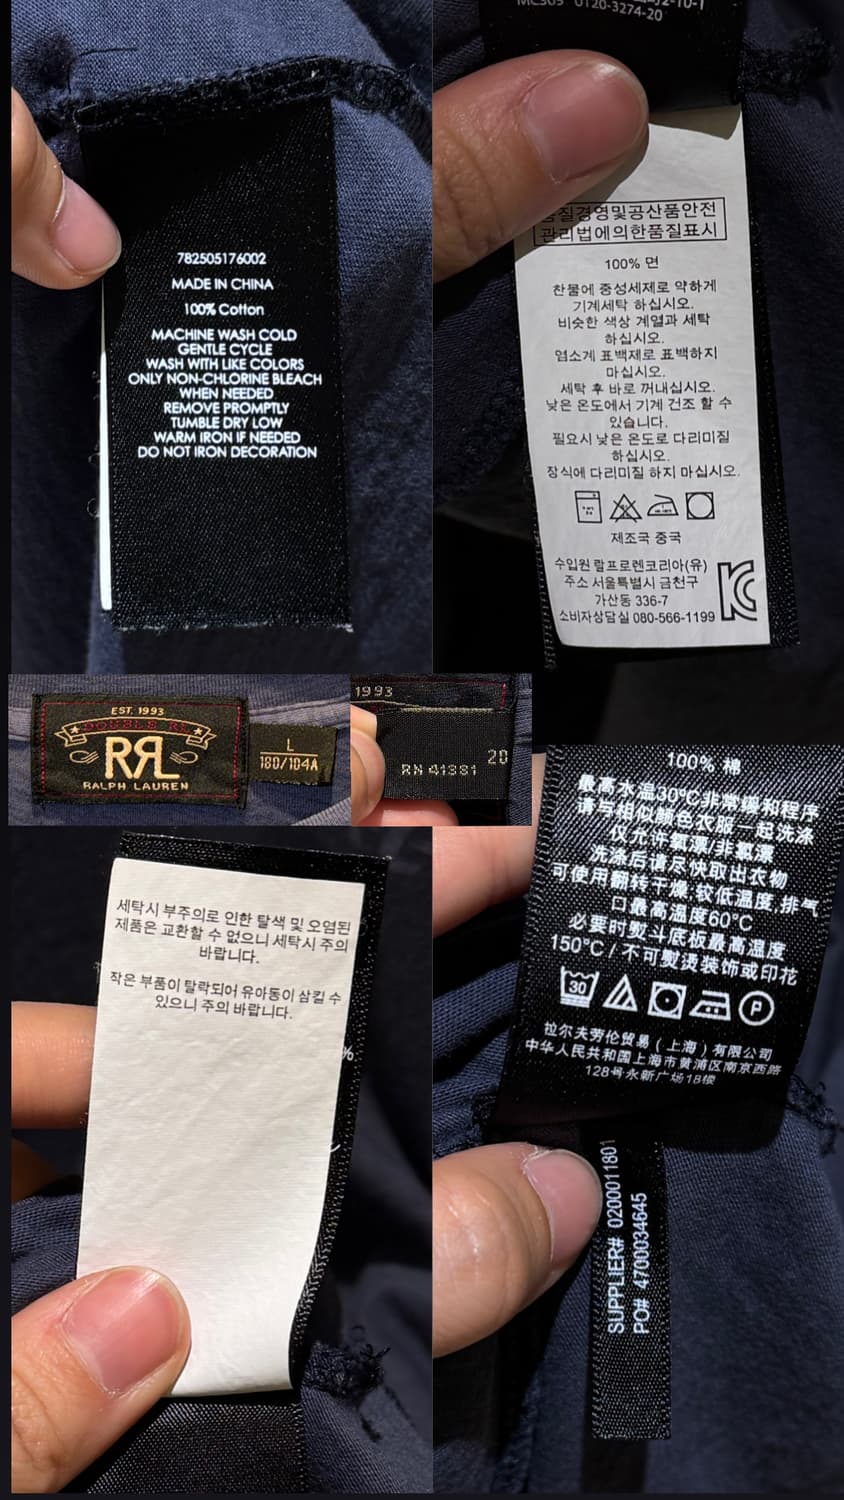 782505176002
MADE IN CHINA
100% Cotton
MACHINE WASH COLD
GENTLE CYCLE
WASH WITH LIKE COLORS
ONLY NON-CHLORINE BLEACH
WHEN NEEDED
REMOVE PROMPTLY
TUMBLE DRY LOW
WARM IRON IF NEEDED
DO NOT IRON DECORATION
0120-3274-20
품질경영및공산품안전
관리법에의한품질표시
100% 면
찬물에 중성세제로 약하게
기계세탁 하십시오.
비슷한 색상 계열과 세탁
하십시오.
염소계 표백제로 표백하지
마십시오.
세탁 후 바로 꺼내십시오.
낮은 온도에서 기계 건조 할 수
있습니다.
필요시 낮은 온도로 다리미질
하십시오.
장식에 다리미질 하지 마십시오.
제조국 중국
수입원 랄프로렌코리아(유)
주소 서울특별시 금천구
가산동 336-7
소비자상담실 080-566-1199
EST. 1993
DOUBLE RL
RRL
RALPH LAUREN
L
180/104A
1993
RN 41381
20
세탁시 부주의로 인한 탈색 및 오염된
제품은 교환할 수 없으니 세탁시 주의
바랍니다.
작은 부품이 탈락되어 유아동이 삼킬 수
있으니 주의 바랍니다.
%
100% 棉
最高水温30°C非常缓和程序
请与相似颜色衣服一起洗涤
仅允许氧漂/非氯漂
洗涤后请尽快取出衣物
可使用翻转干燥,较低温度,排气
口最高温度60°C
必要时熨斗底板最高温度
150°C / 不可熨烫装饰或印花
30
P
拉尔夫劳伦贸易(上海)有限公司
中华人民共和国上海市黄浦区南京西路
128号永新广场18楼
SUPPLIER# 0200011801
PO# 4700034645